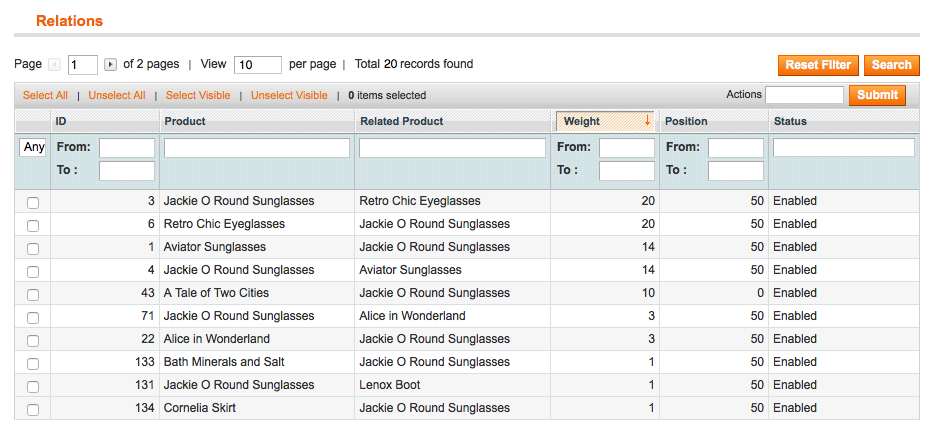 Relations
Page 1 of 2 pages | View 10 per page | Total 20 records found Reset Filter Search
Select All | Unselect All | Select Visible | Unselect Visible | 0 items selected Actions Submit
ID Product Related Product Weight ↓ Position Status
Any From: From: From:
To : To : To :
3 Jackie O Round Sunglasses Retro Chic Eyeglasses 20 50 Enabled
6 Retro Chic Eyeglasses Jackie O Round Sunglasses 20 50 Enabled
1 Aviator Sunglasses Jackie O Round Sunglasses 14 50 Enabled
4 Jackie O Round Sunglasses Aviator Sunglasses 14 50 Enabled
43 A Tale of Two Cities Jackie O Round Sunglasses 10 0 Enabled
71 Jackie O Round Sunglasses Alice in Wonderland 3 50 Enabled
22 Alice in Wonderland Jackie O Round Sunglasses 3 50 Enabled
133 Bath Minerals and Salt Jackie O Round Sunglasses 1 50 Enabled
131 Jackie O Round Sunglasses Lenox Boot 1 50 Enabled
134 Cornelia Skirt Jackie O Round Sunglasses 1 50 Enabled